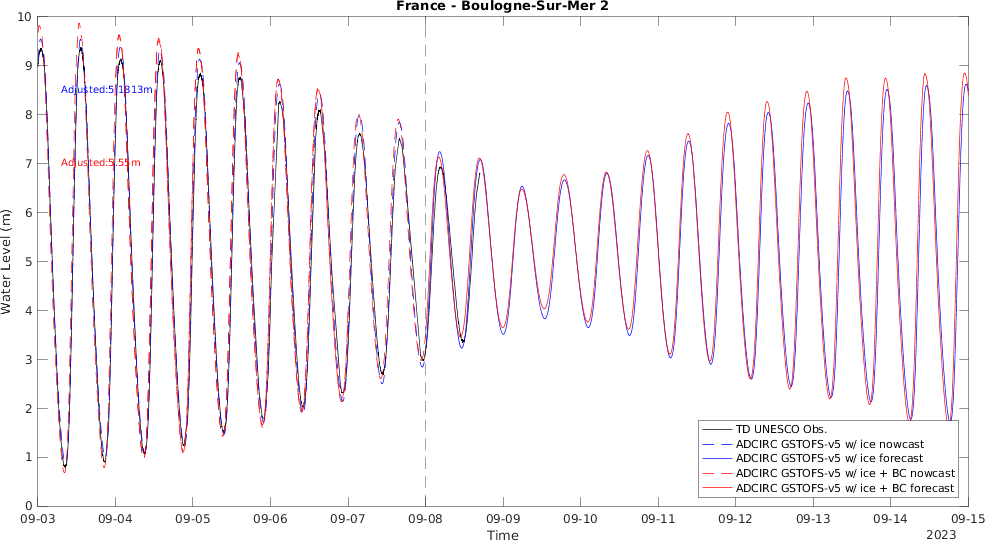 France - Boulogne-Sur-Mer 2
Water Level (m)
10
9
8
7
6
5
4
3
2
1
0
Adjusted:5.1813m
Adjusted:5.55m
TD UNESCO Obs.
ADCIRC GSTOFS-v5 w/ ice nowcast
ADCIRC GSTOFS-v5 w/ ice forecast
ADCIRC GSTOFS-v5 w/ ice + BC nowcast
ADCIRC GSTOFS-v5 w/ ice + BC forecast
09-03 09-04 09-05 09-06 09-07 09-08 09-09 09-10 09-11 09-12 09-13 09-14 09-15
Time
2023